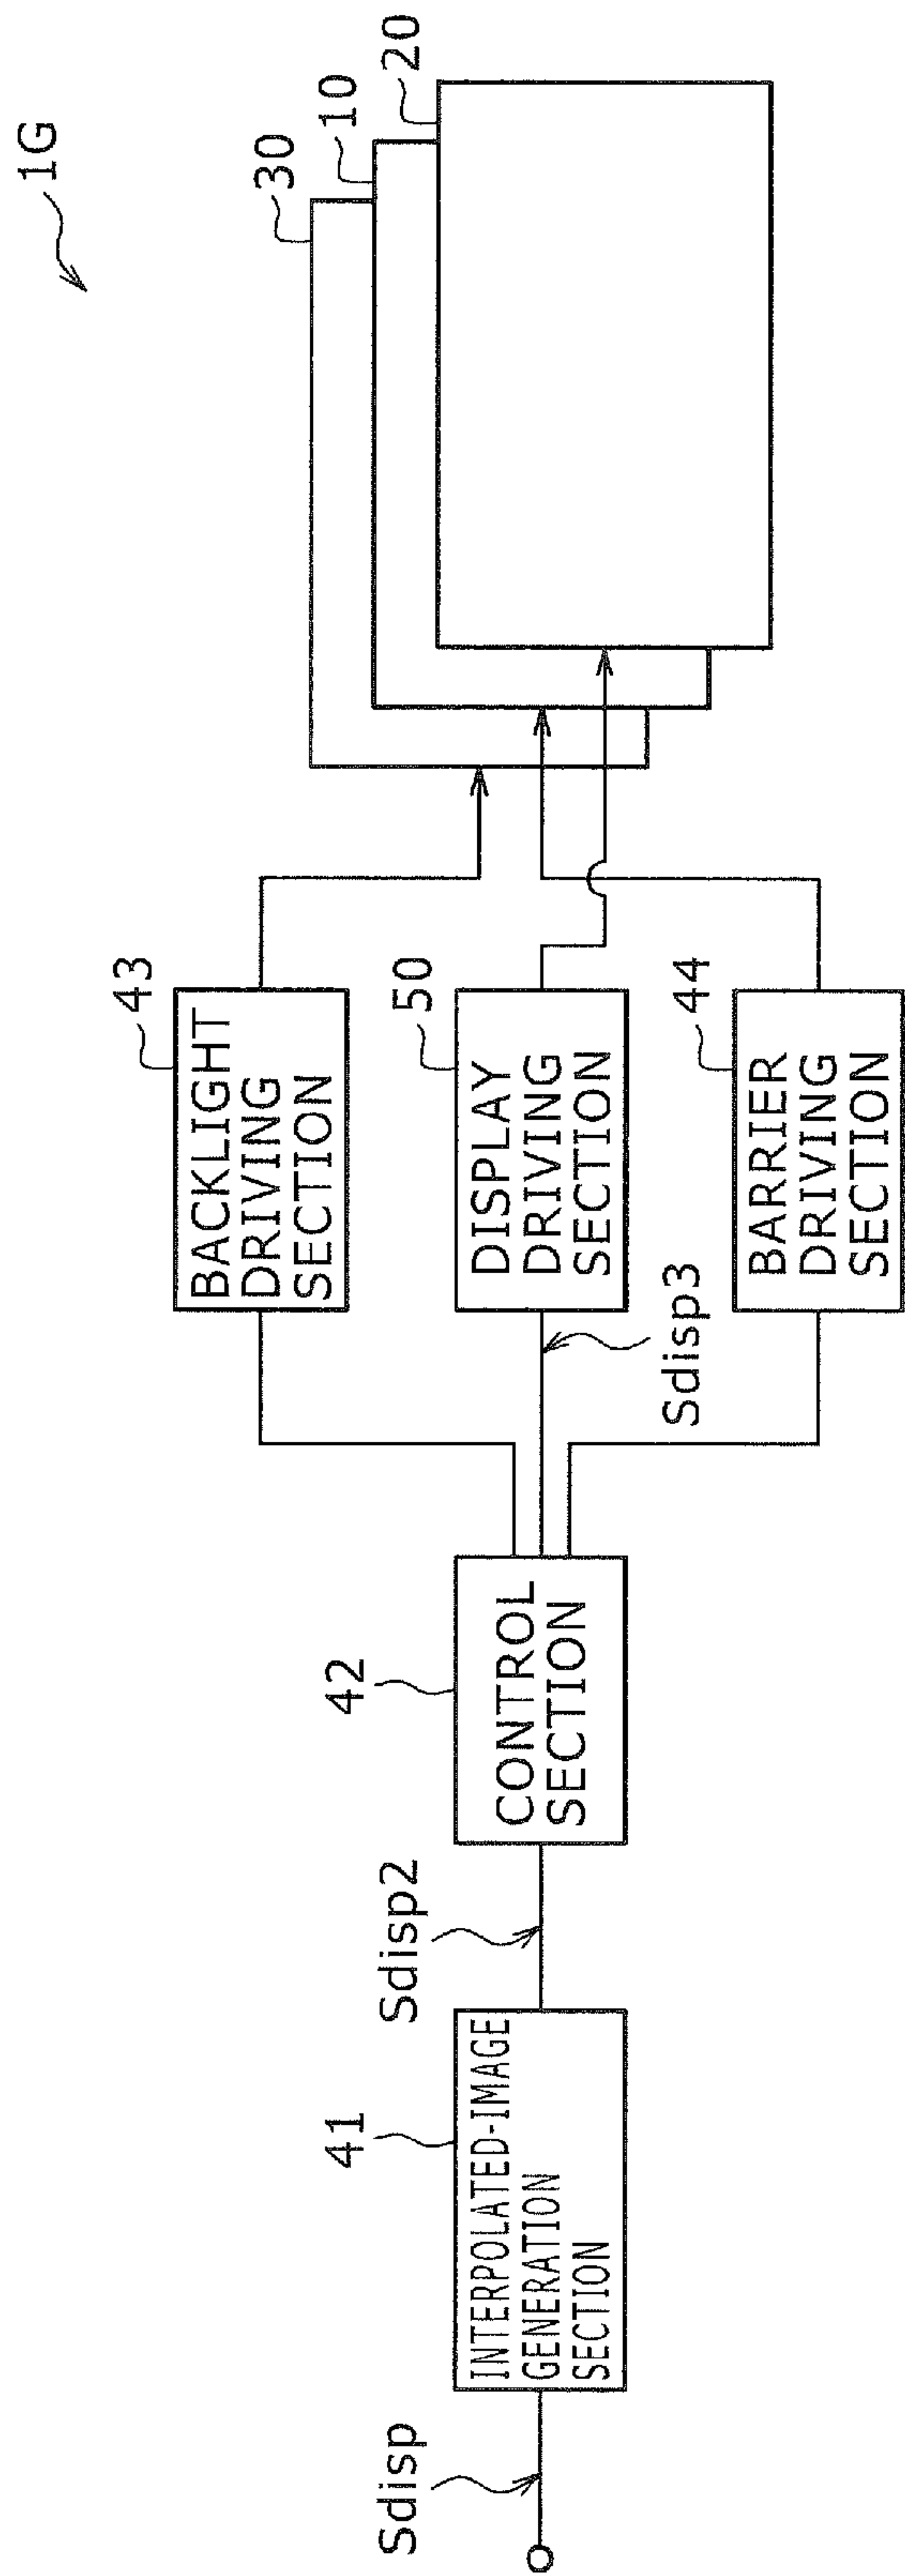 1G
30
10
20
43
BACKLIGHT
DRIVING
SECTION
50
DISPLAY
DRIVING
SECTION
44
BARRIER
DRIVING
SECTION
Sdisp3
42
CONTROL
SECTION
Sdisp2
41
INTERPOLATED-IMAGE
GENERATION
SECTION
Sdisp